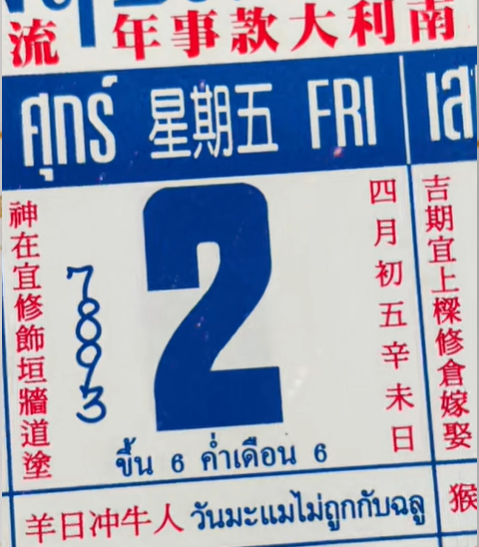 流年事款大利南
ศุกร์ 星期五 FRI
神在宜修飾垣牆道塗
78893
2
四月初五辛未日
吉期宜上樑修倉嫁娶
ขึ้น 6 ค่ำเดือน 6
羊日冲牛人 วันมะแมไม่ถูกกับฉลู
猴